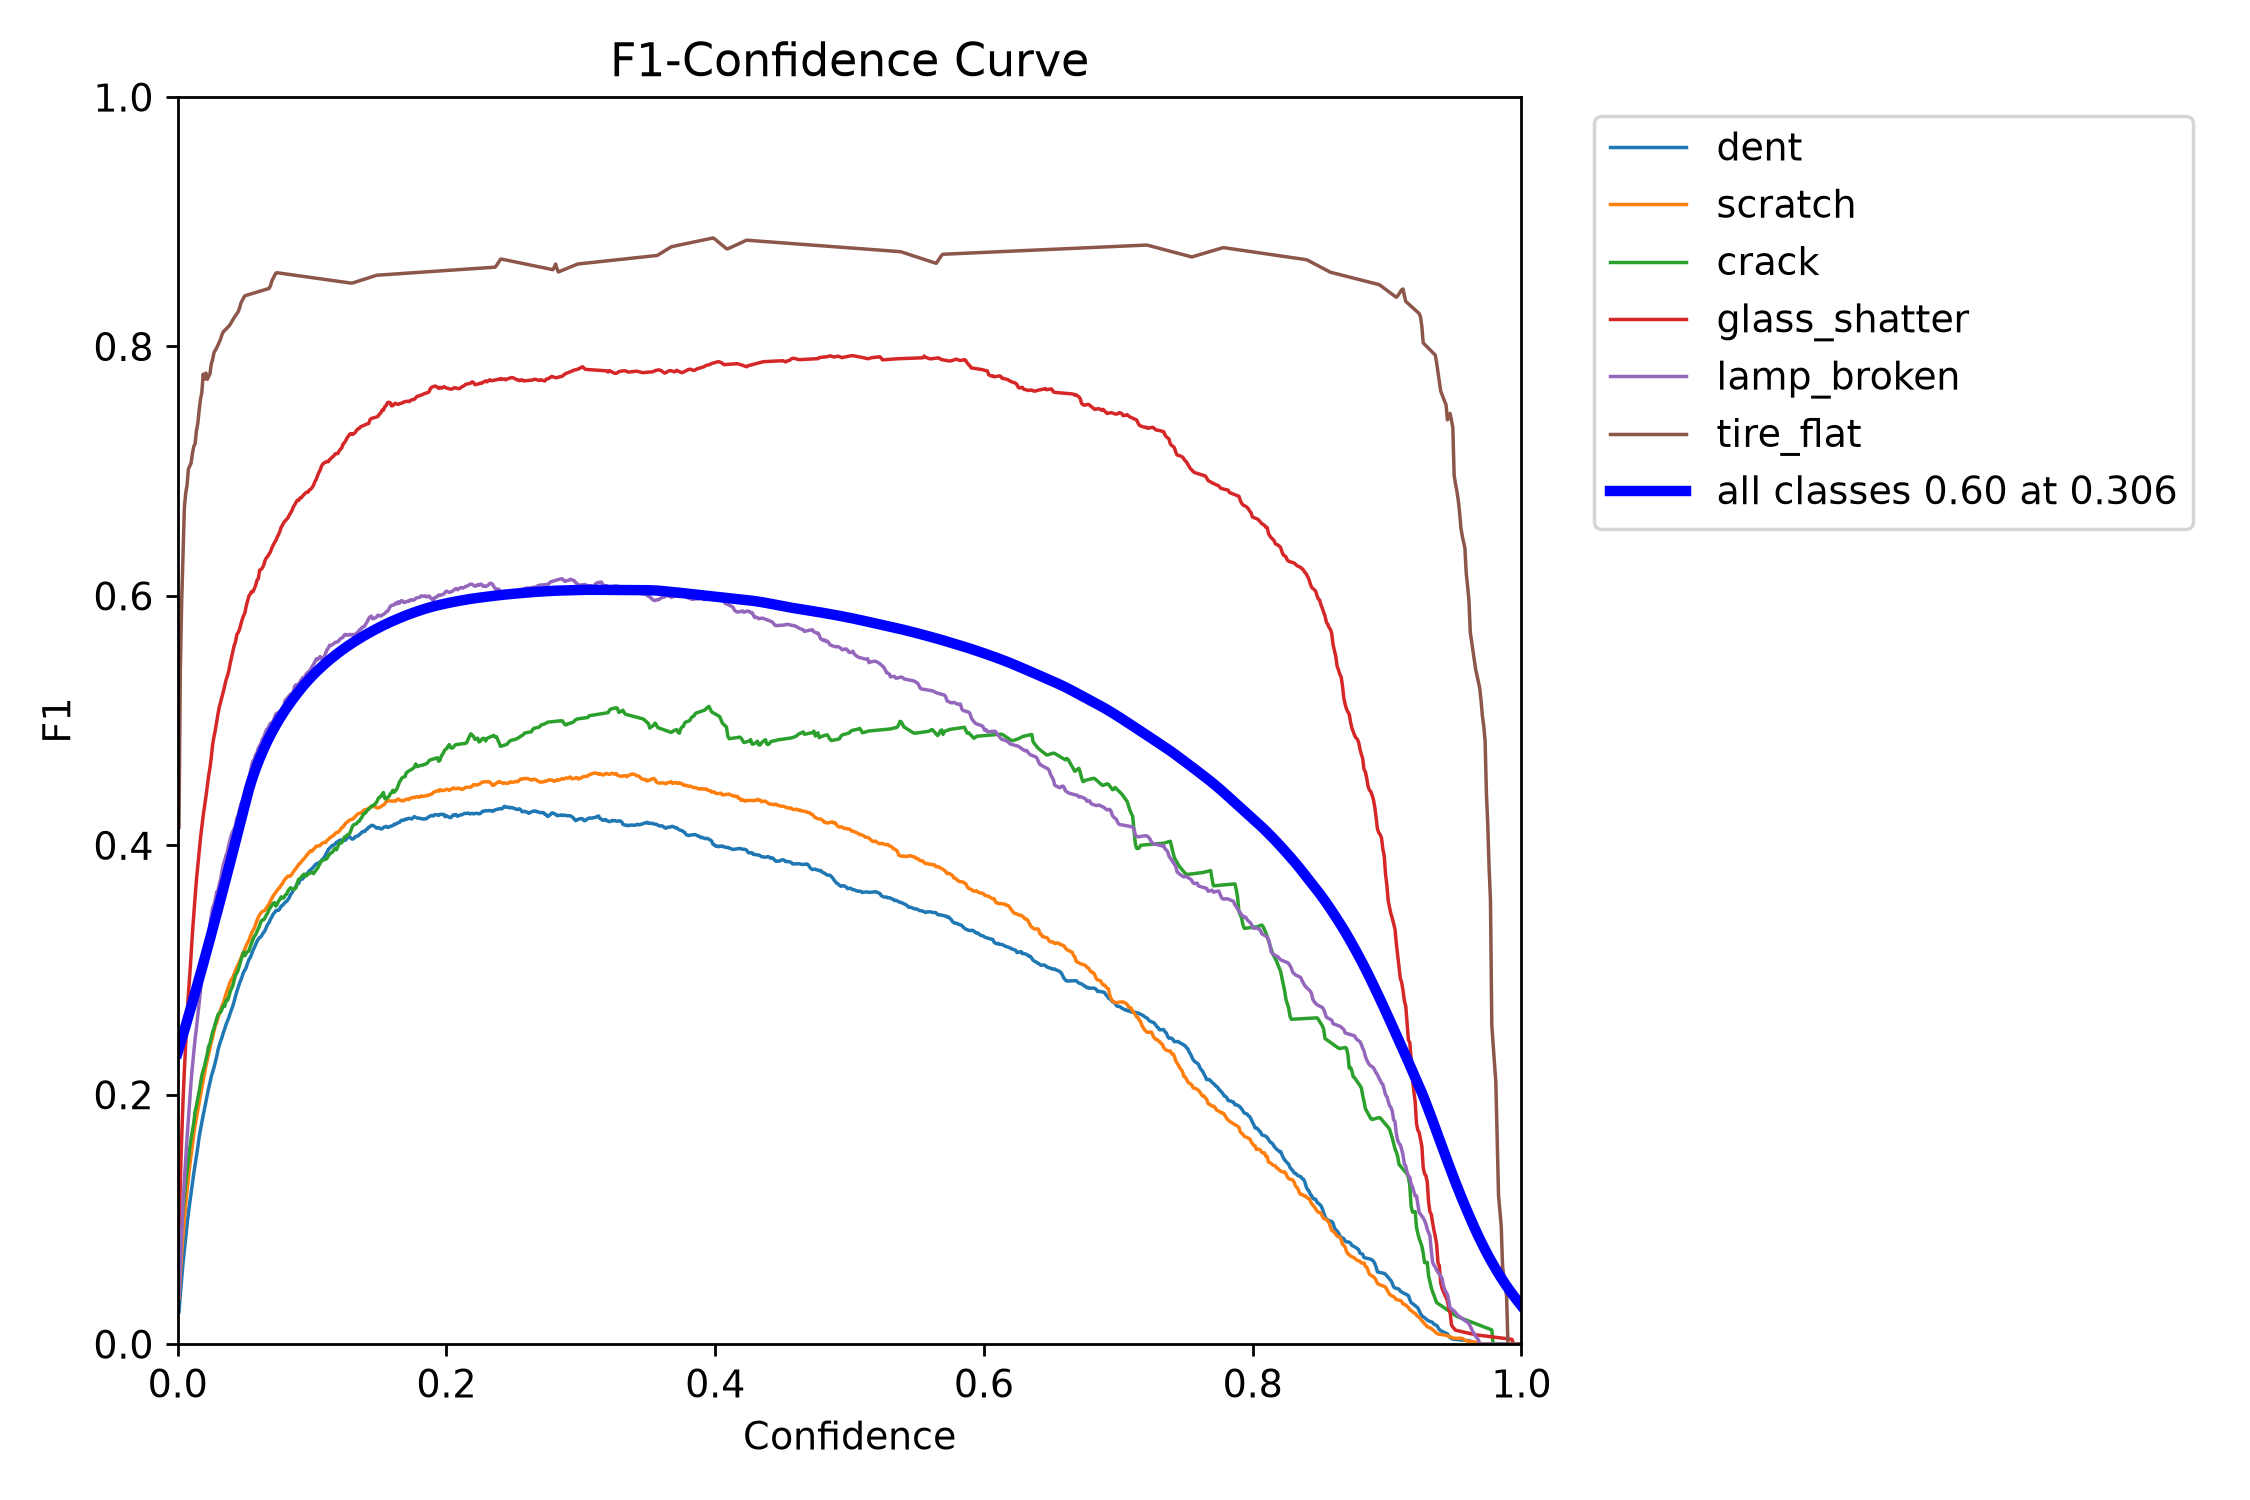 F1-Confidence Curve
1.0
0.8
0.6
0.4
0.2
0.0
F1
0.0 0.2 0.4 0.6 0.8 1.0
Confidence
dent
scratch
crack
glass_shatter
lamp_broken
tire_flat
all classes 0.60 at 0.306